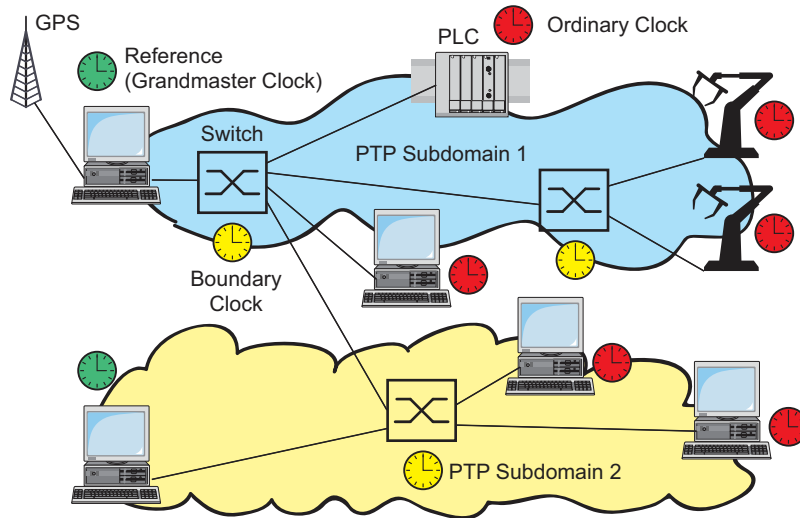 GPS
Reference
(Grandmaster Clock)
PLC
Ordinary Clock
Switch
PTP Subdomain 1
Boundary
Clock
PTP Subdomain 2